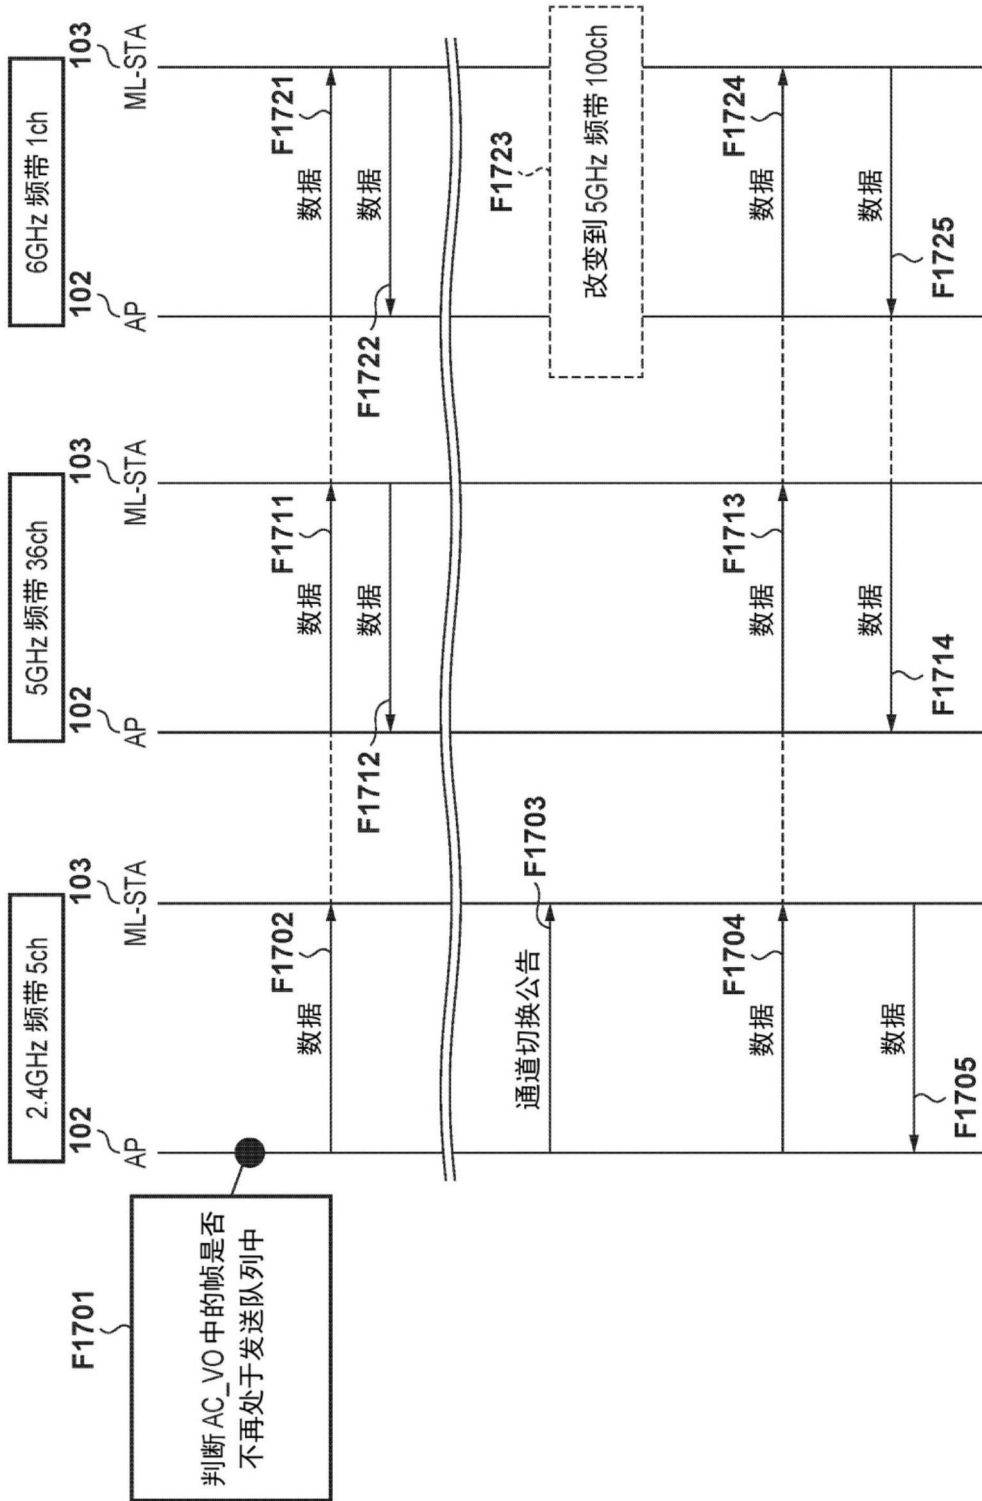 F1701
判断 AC_VO 中的帧是否
不再处于发送队列中
2.4GHz 频带 5ch
102
AP
103
ML-STA
5GHz 频带 36ch
102
AP
103
ML-STA
6GHz 频带 1ch
102
AP
103
ML-STA
数据
F1702
数据
F1711
数据
F1721
F1712
数据
F1722
数据
通道切换公告
F1703
F1723
改变到 5GHz 频带 100ch
数据
F1704
数据
F1713
数据
F1724
F1705
数据
F1714
数据
F1725
数据